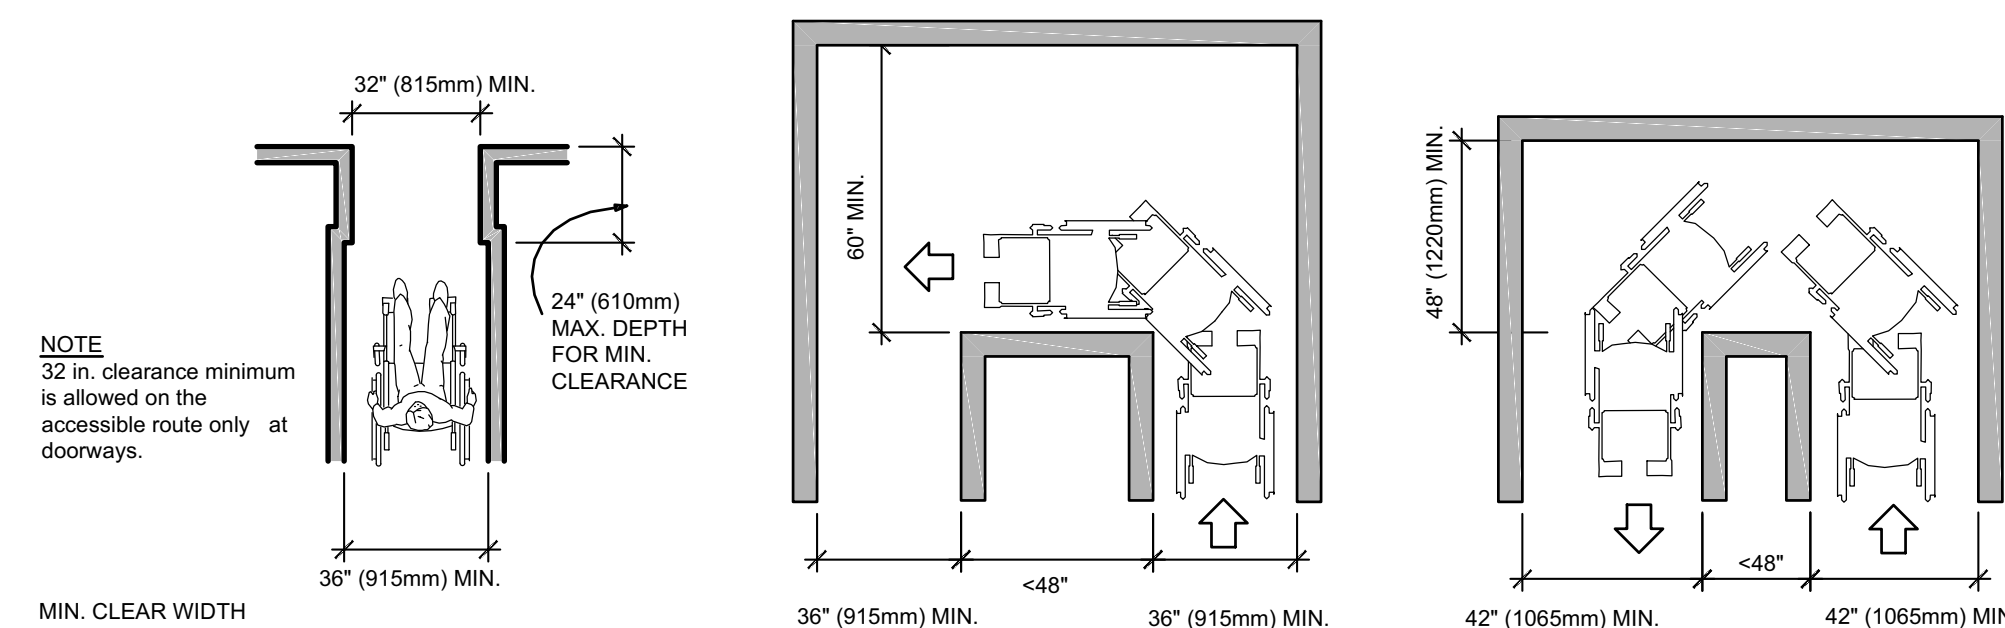 32" (815mm) MIN.
24" (610mm)
MAX. DEPTH
FOR MIN.
CLEARANCE
NOTE
32 in. clearance minimum
is allowed on the
accessible route only at
doorways.
36" (915mm) MIN.
MIN. CLEAR WIDTH
60" MIN.
<48"
36" (915mm) MIN.
36" (915mm) MIN.
48" (1220mm) MIN.
<48"
42" (1065mm) MIN.
42" (1065mm) MIN